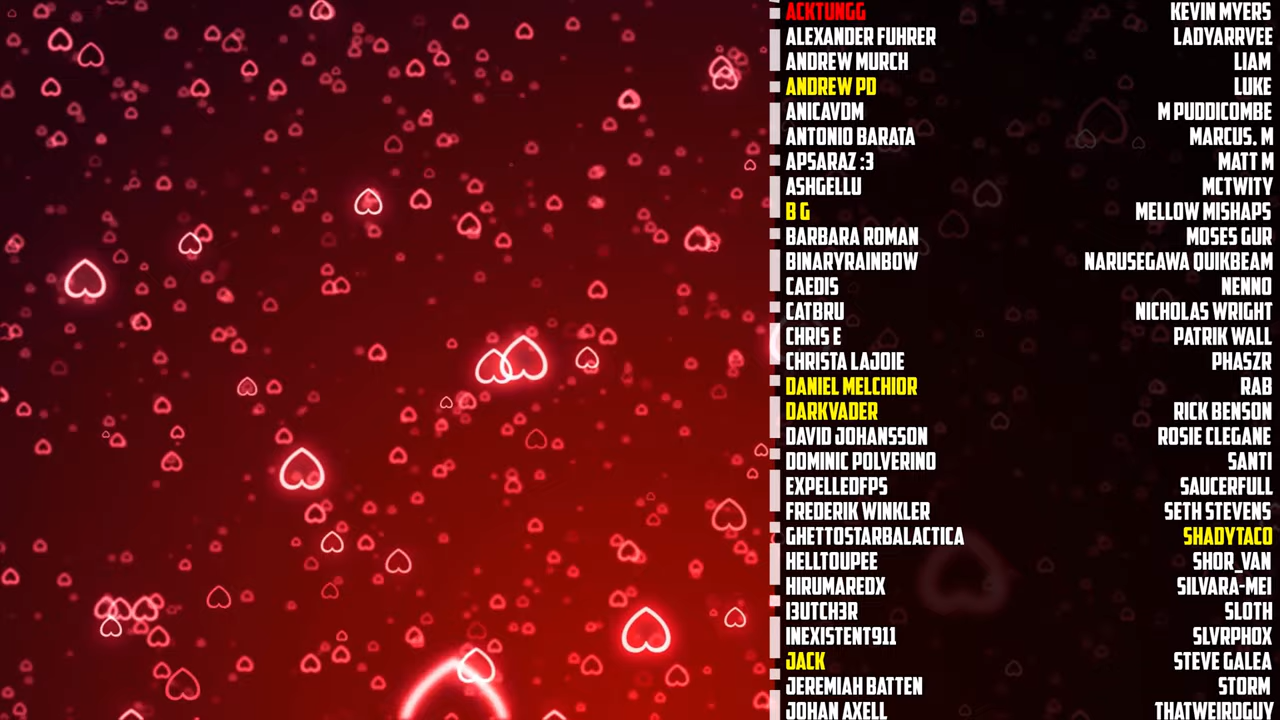 ACKTUNGG
ALEXANDER FUHRER
ANDREW MURCH
ANDREW PD
ANICAVDM
ANTONIO BARATA
APSARAZ :3
ASHGELLU
B G
BARBARA ROMAN
BINARYRAINBOW
CAEDIS
CATBRU
CHRIS E
CHRISTA LAJOIE
DANIEL MELCHIOR
DARKVADER
DAVID JOHANSSON
DOMINIC POLVERINO
EXPELLEDFPS
FREDERIK WINKLER
GHETTOSTARBALACTICA
HELLTOUPEE
HIRUMAREDX
I3UTCH3R
INEXISTENT911
JACK
JEREMIAH BATTEN
JOHAN AXELL
KEVIN MYERS
LADYARRVEE
LIAM
LUKE
M PUDDICOMBE
MARCUS. M
MATT M
MCTWITY
MELLOW MISHAPS
MOSES GUR
NARUSEGAWA QUIKBEAM
NENNO
NICHOLAS WRIGHT
PATRIK WALL
PHASZR
RAB
RICK BENSON
ROSIE CLEGANE
SANTI
SAUCERFULL
SETH STEVENS
SHADYTACO
SHOR_VAN
SILVARA-MEI
SLOTH
SLVRPHOX
STEVE GALEA
STORM
THATWEIRDGUY